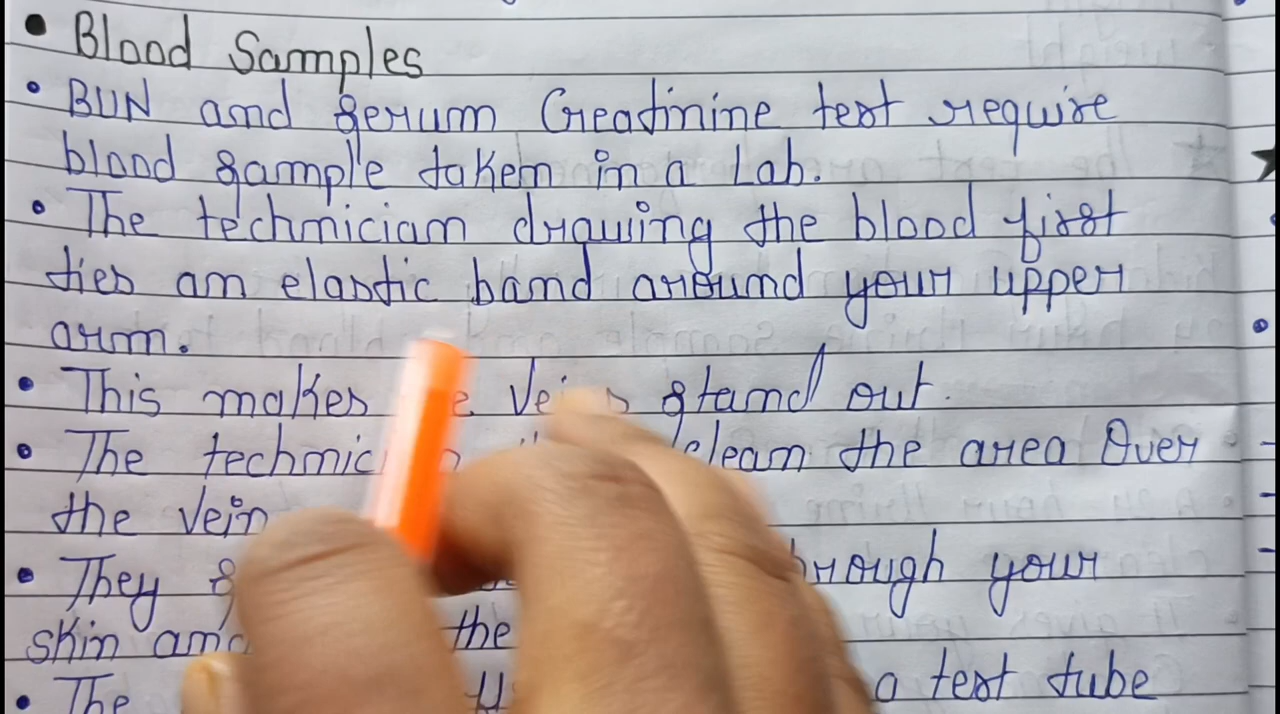 • Blood Samples
• BUN and serum Creatinine test require
blood sample taken in a Lab.
• The technician drawing the blood first
ties an elastic band around your upper
arm.
• This makes stand out.
• The clean the area Over
the vein
• They through your
skin and the
• The a test tube